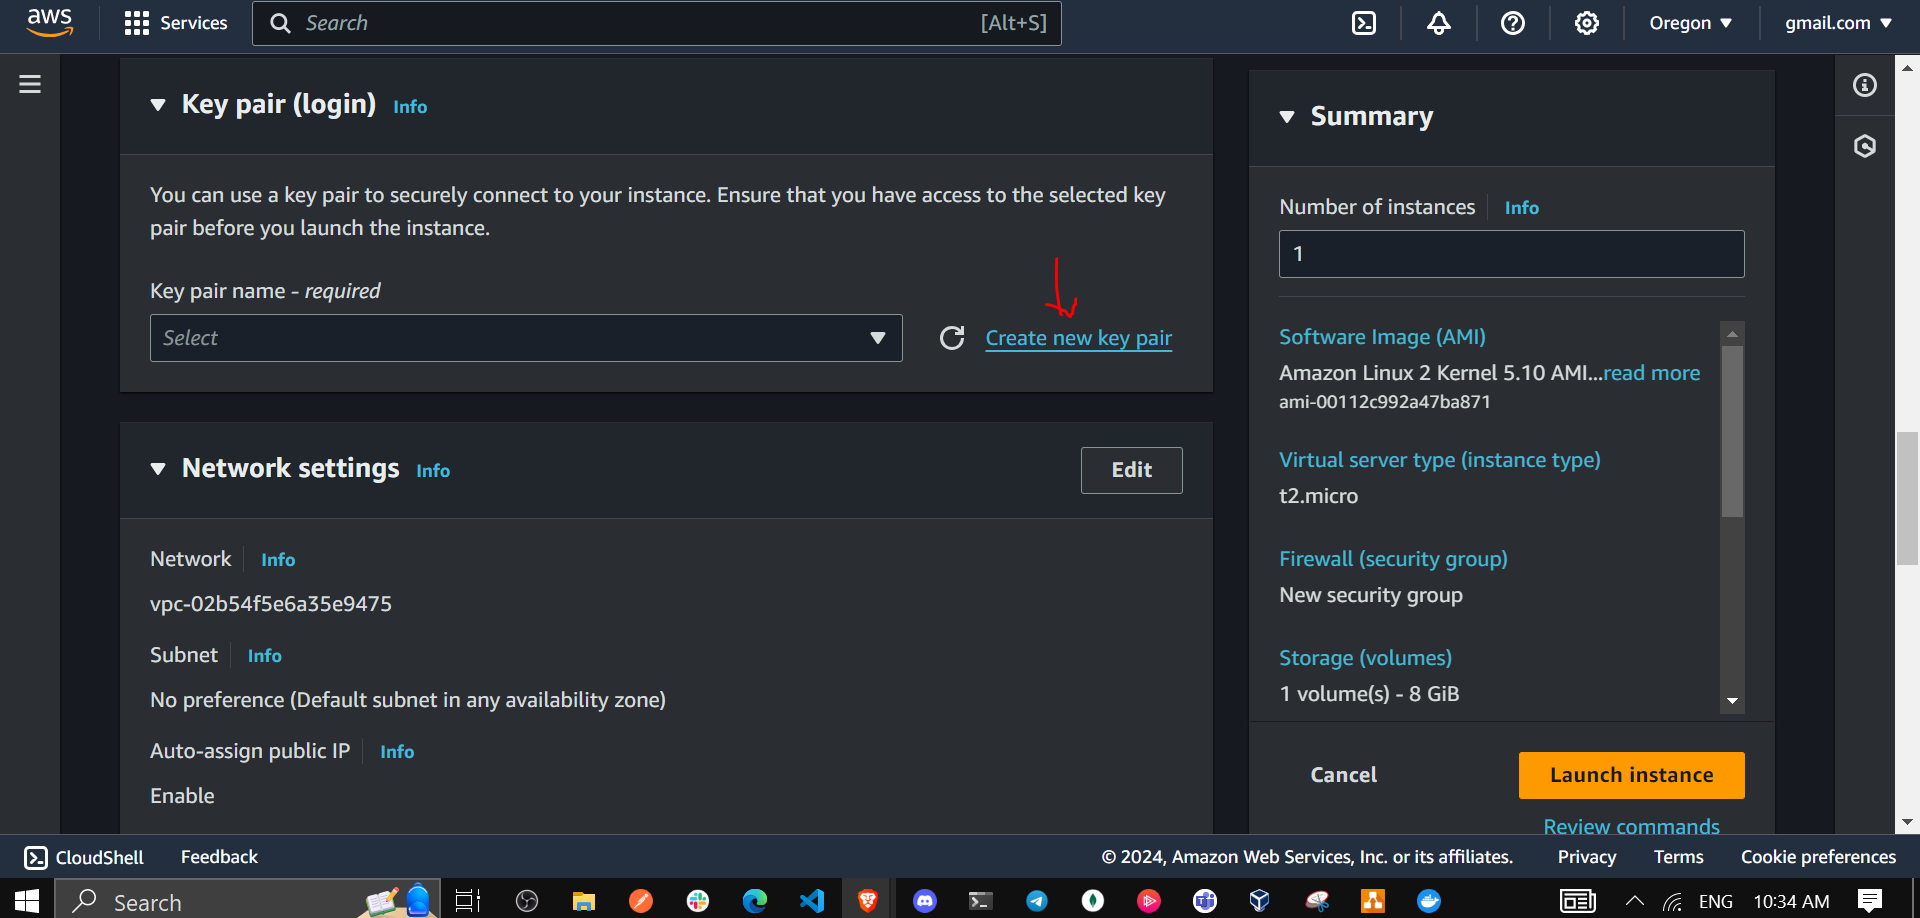 aws
Services
Search [Alt+S]
Oregon
gmail.com
Key pair (login) Info
You can use a key pair to securely connect to your instance. Ensure that you have access to the selected key
pair before you launch the instance.
Key pair name - required
Select
Create new key pair
Network settings Info
Edit
Network Info
vpc-02b54f5e6a35e9475
Subnet Info
No preference (Default subnet in any availability zone)
Auto-assign public IP Info
Enable
Summary
Number of instances Info
1
Software Image (AMI)
Amazon Linux 2 Kernel 5.10 AMI...read more
ami-00112c992a47ba871
Virtual server type (instance type)
t2.micro
Firewall (security group)
New security group
Storage (volumes)
1 volume(s) - 8 GiB
Cancel
Launch instance
Review commands
CloudShell Feedback
© 2024, Amazon Web Services, Inc. or its affiliates. Privacy Terms Cookie preferences
Search
ENG 10:34 AM